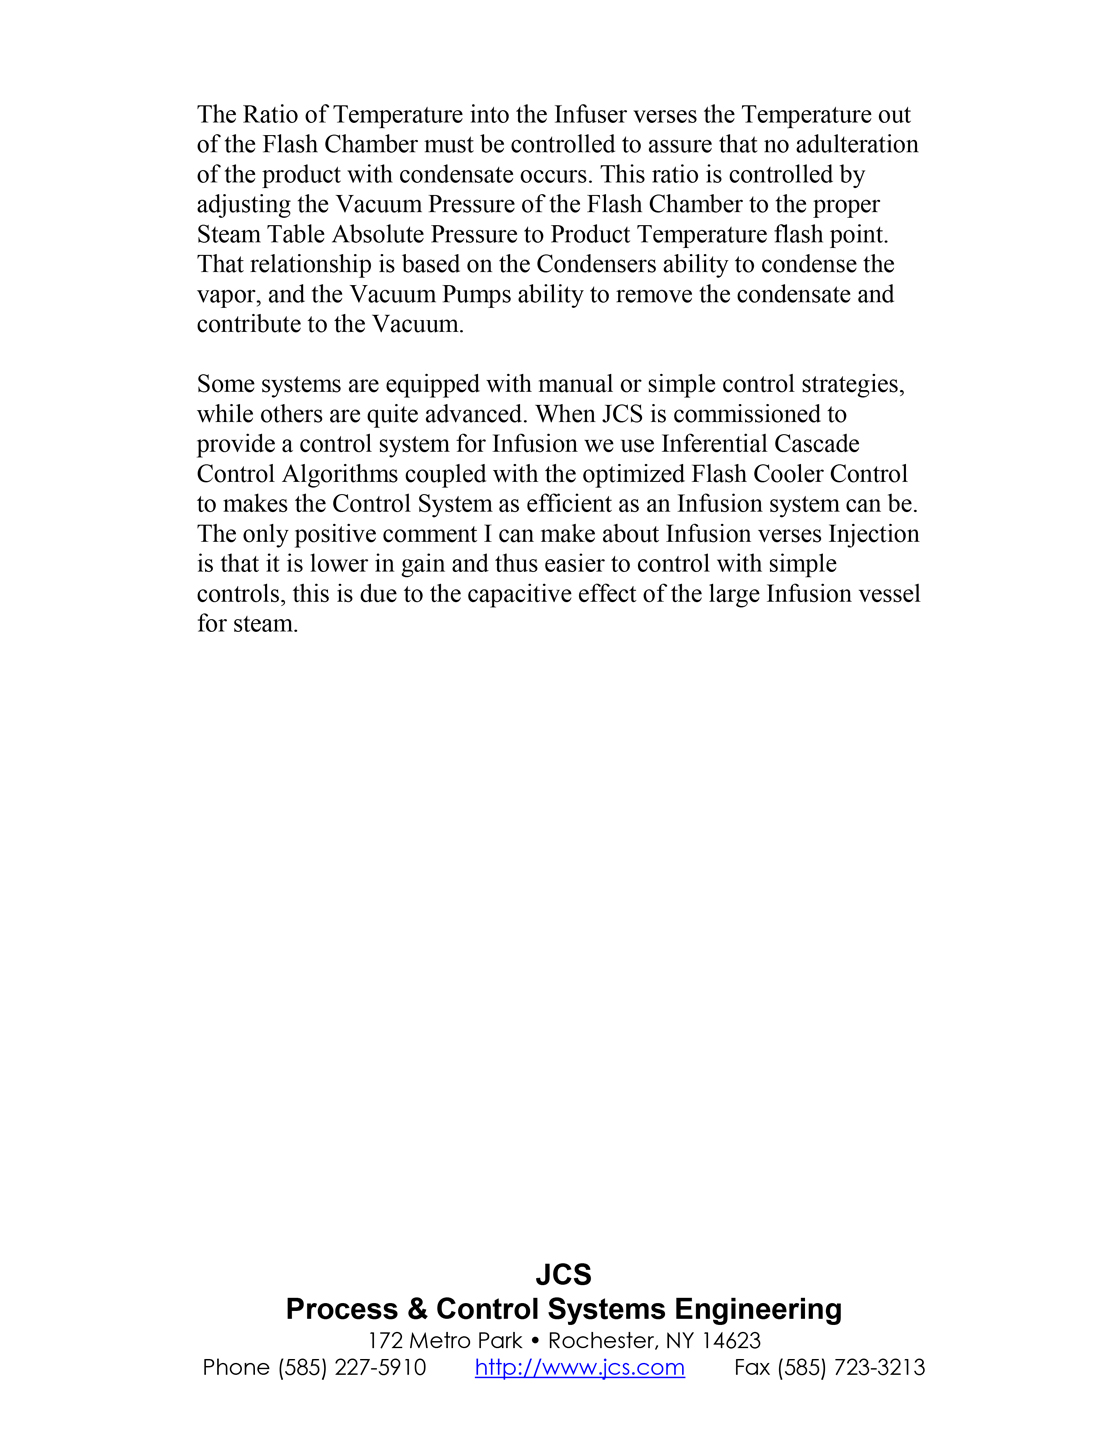 The Ratio of Temperature into the Infuser verses the Temperature out
of the Flash Chamber must be controlled to assure that no adulteration
of the product with condensate occurs. This ratio is controlled by
adjusting the Vacuum Pressure of the Flash Chamber to the proper
Steam Table Absolute Pressure to Product Temperature flash point.
That relationship is based on the Condensers ability to condense the
vapor, and the Vacuum Pumps ability to remove the condensate and
contribute to the Vacuum.
Some systems are equipped with manual or simple control strategies,
while others are quite advanced. When JCS is commissioned to
provide a control system for Infusion we use Inferential Cascade
Control Algorithms coupled with the optimized Flash Cooler Control
to makes the Control System as efficient as an Infusion system can be.
The only positive comment I can make about Infusion verses Injection
is that it is lower in gain and thus easier to control with simple
controls, this is due to the capacitive effect of the large Infusion vessel
for steam.
JCS
Process & Control Systems Engineering
172 Metro Park • Rochester, NY 14623
Phone (585) 227-5910 http://www.jcs.com Fax (585) 723-3213